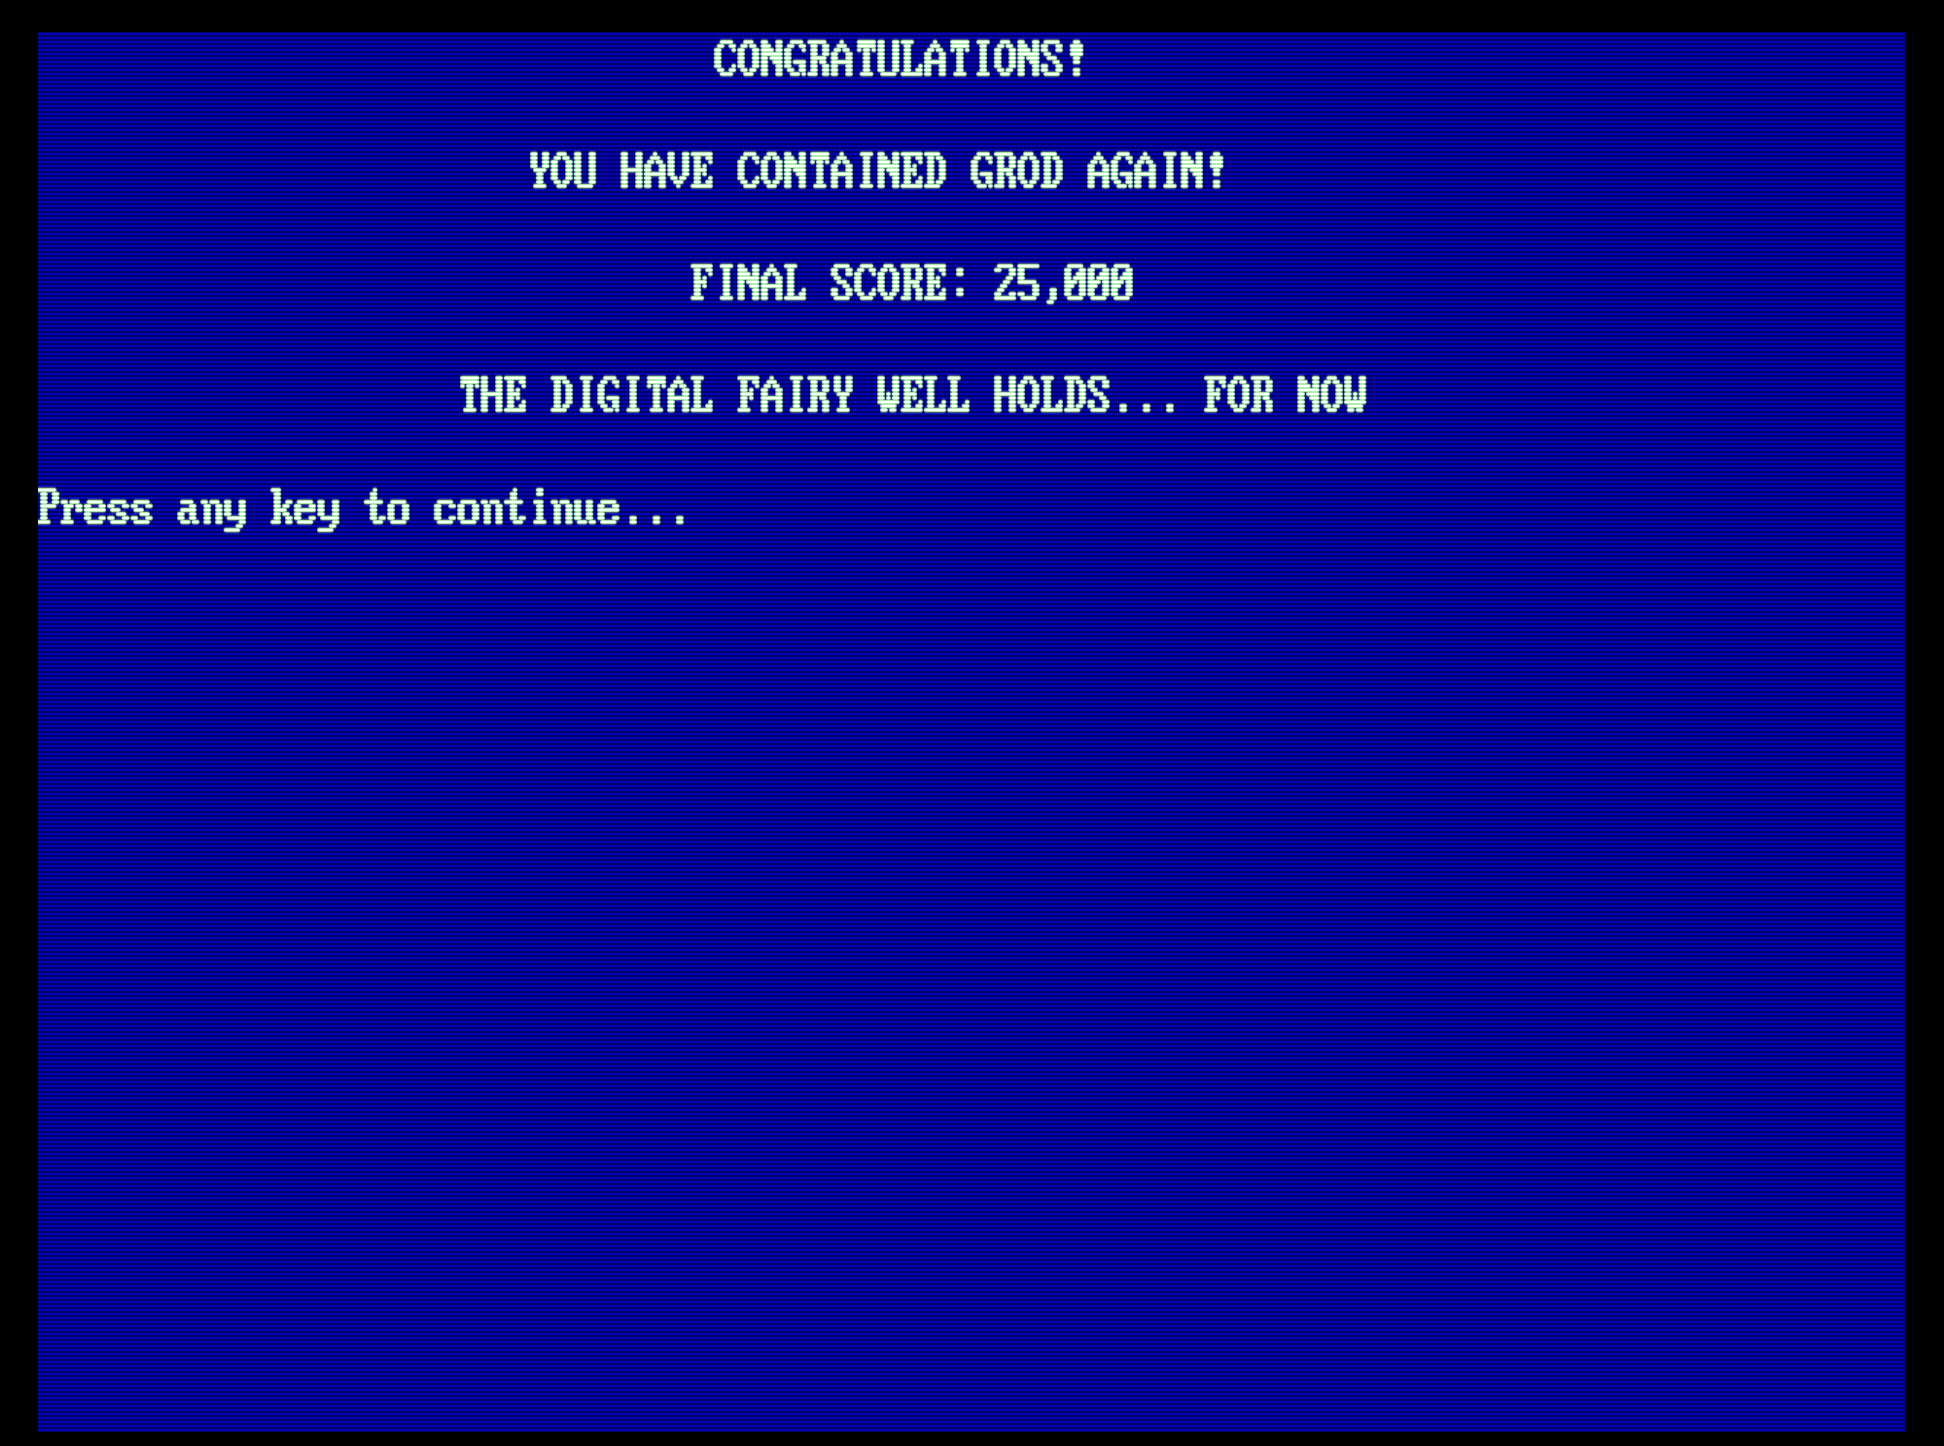 CONGRATULATIONS!
YOU HAVE CONTAINED GROD AGAIN!
FINAL SCORE: 25,000
THE DIGITAL FAIRY WELL HOLDS... FOR NOW
Press any key to continue...